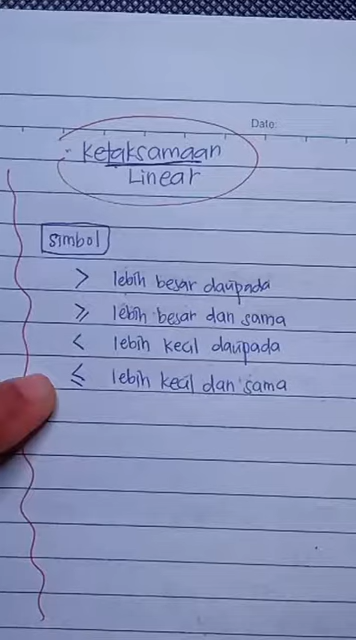 Date:
Ketaksamaan
Linear
simbol
> lebih besar daripada
≥ lebih besar dan sama
< lebih kecil daripada
≤ lebih kecil dan sama